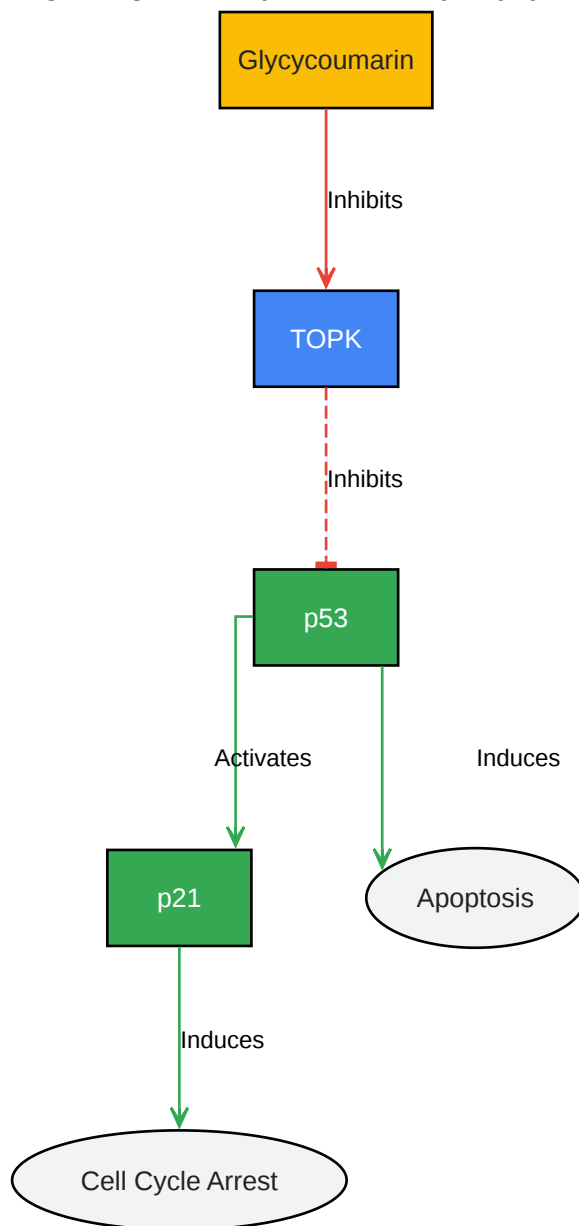 Glycycoumarin
Inhibits
TOPK
Inhibits
p53
Activates
Induces
p21
Apoptosis
Induces
Cell Cycle Arrest